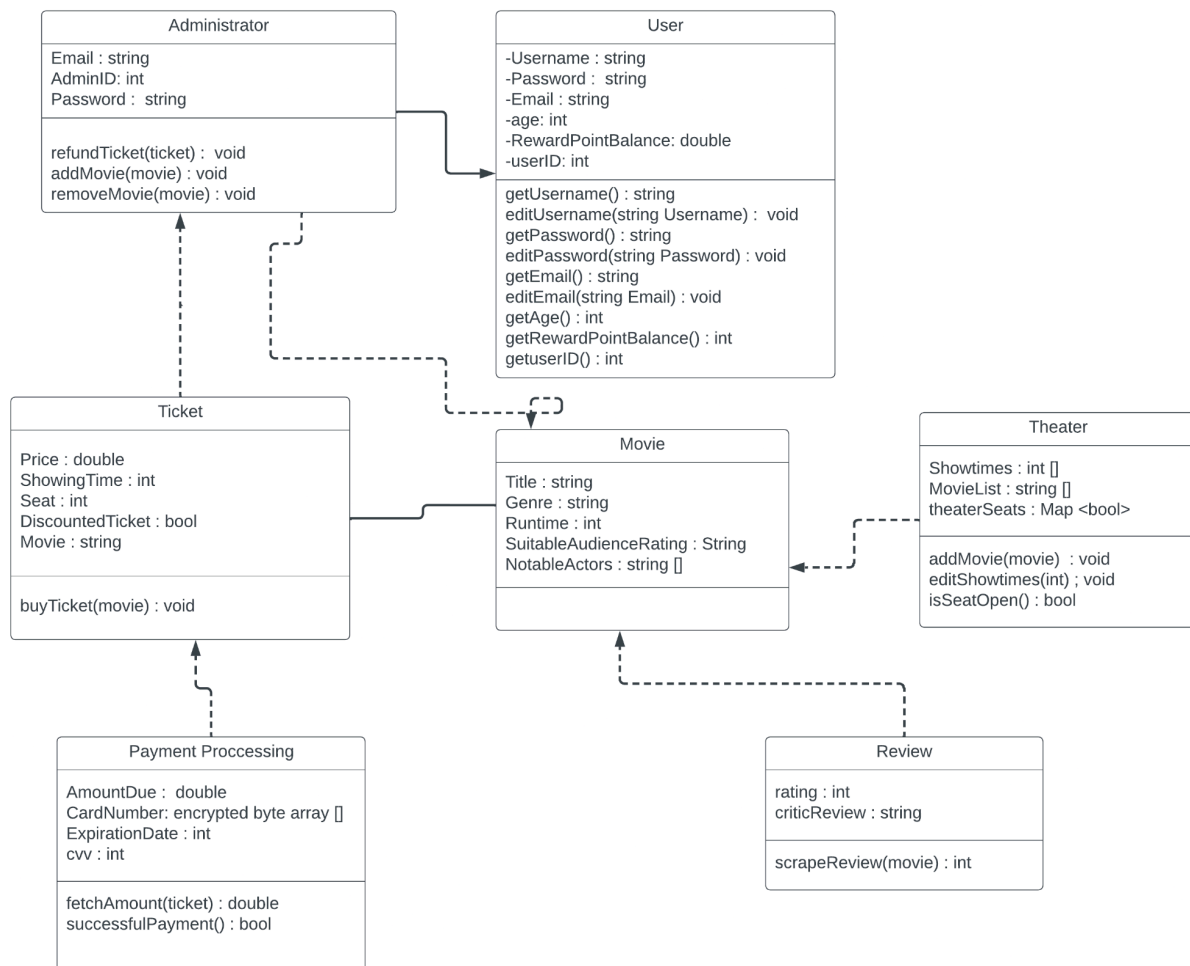 Administrator
Email : string
AdminID: int
Password :  string
refundTicket(ticket) :  void
addMovie(movie) : void
removeMovie(movie) : void
User
-Username : string
-Password :  string
-Email : string
-age: int
-RewardPointBalance: double
-userID: int
getUsername() : string
editUsername(string Username) :  void
getPassword() : string
editPassword(string Password) : void
getEmail() : string
editEmail(string Email) : void
getAge() : int
getRewardPointBalance() : int
getuserID() : int
Ticket
Price : double
ShowingTime : int
Seat : int
DiscountedTicket : bool
Movie : string
buyTicket(movie) : void
Movie
Title : string
Genre : string
Runtime : int
SuitableAudienceRating : String
NotableActors : string []
Theater
Showtimes : int []
MovieList : string []
theaterSeats : Map <bool>
addMovie(movie)  : void
editShowtimes(int) ; void
isSeatOpen() : bool
Payment Proccessing
AmountDue :  double
CardNumber: encrypted byte array []
ExpirationDate : int
cvv : int
fetchAmount(ticket) : double
successfulPayment() : bool
Review
rating : int
criticReview : string
scrapeReview(movie) : int